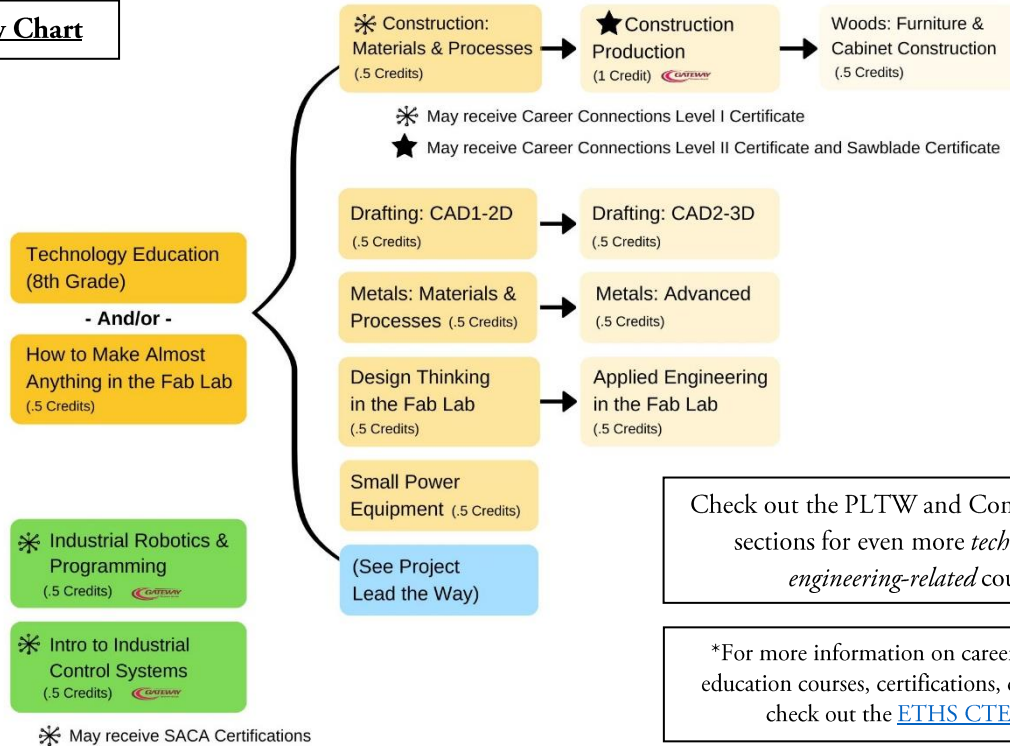 Chart
Construction:
Materials & Processes
(.5 Credits)
Construction
Production
(1 Credit) GATEWAY
Woods: Furniture &
Cabinet Construction
(.5 Credits)
May receive Career Connections Level I Certificate
May receive Career Connections Level II Certificate and Sawblade Certificate
Technology Education
(8th Grade)
- And/or -
How to Make Almost
Anything in the Fab Lab
(.5 Credits)
Drafting: CAD1-2D
(.5 Credits)
Drafting: CAD2-3D
(.5 Credits)
Metals: Materials &
Processes (.5 Credits)
Metals: Advanced
(.5 Credits)
Design Thinking
in the Fab Lab
(.5 Credits)
Applied Engineering
in the Fab Lab
(.5 Credits)
Small Power
Equipment (.5 Credits)
(See Project
Lead the Way)
Industrial Robotics &
Programming
(.5 Credits) GATEWAY
Intro to Industrial
Control Systems
(.5 Credits) GATEWAY
May receive SACA Certifications
Check out the PLTW and
sections for even more
engineering-related
*For more information on career
education courses, certifications,
check out the ETHS CTE